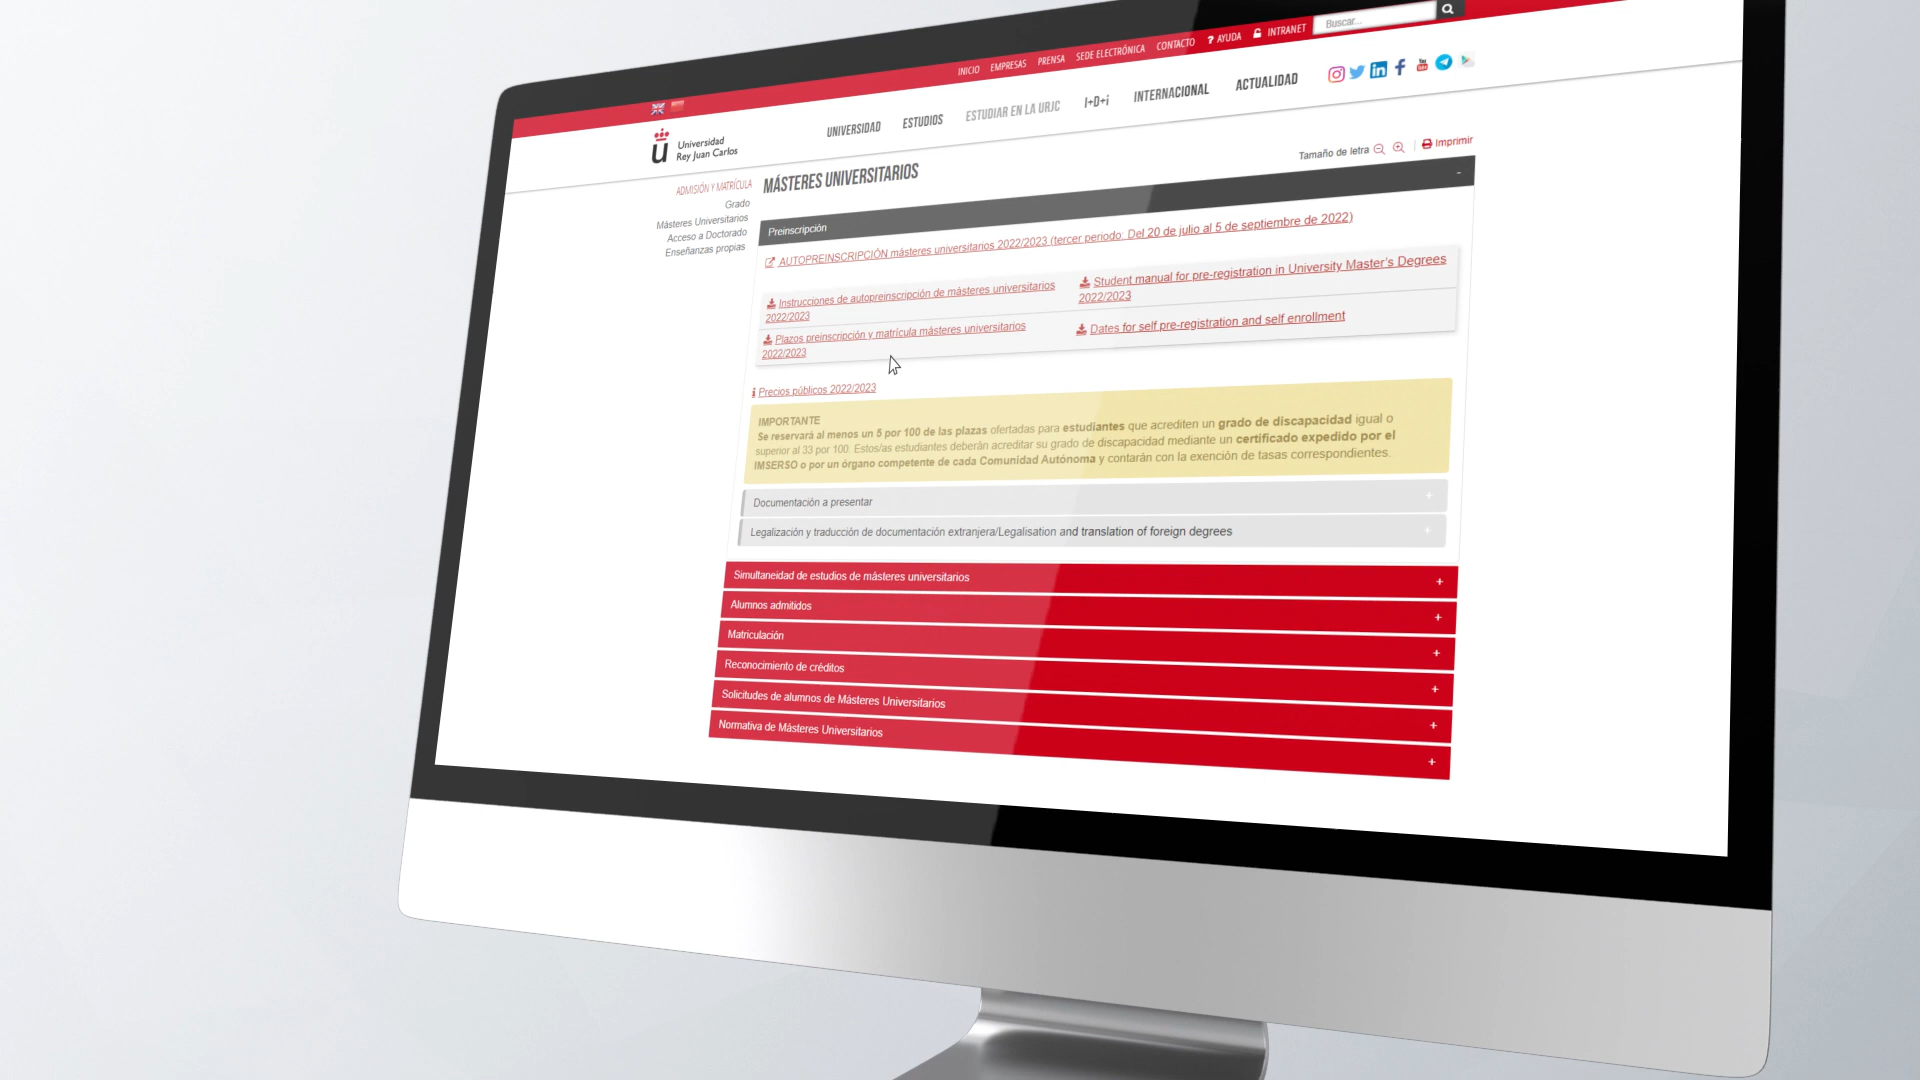 INICIO EMPRESAS PRENSA SEDE ELECTRÓNICA CONTACTO ? AYUDA INTRANET Buscar...
Universidad
Rey Juan Carlos
UNIVERSIDAD ESTUDIOS ESTUDIAR EN LA URJC I+D+i INTERNACIONAL ACTUALIDAD
Tamaño de letra | Imprimir
ADMISIÓN Y MATRÍCULA
Grado
Másteres Universitarios
Acceso a Doctorado
Enseñanzas propias
MÁSTERES UNIVERSITARIOS
Preinscripción -
AUTOPREINSCRIPCIÓN másteres universitarios 2022/2023 (tercer periodo: Del 20 de julio al 5 de septiembre de 2022)
Instrucciones de autopreinscripción de másteres universitarios
2022/2023
Student manual for pre-registration in University Master's Degrees
2022/2023
Plazos preinscripción y matrícula másteres universitarios
2022/2023
Dates for self pre-registration and self enrollment
Precios públicos 2022/2023
IMPORTANTE
Se reservará al menos un 5 por 100 de las plazas ofertadas para estudiantes que acrediten un grado de discapacidad igual o
superior al 33 por 100. Estos/as estudiantes deberán acreditar su grado de discapacidad mediante un certificado expedido por el
IMSERSO o por un órgano competente de cada Comunidad Autónoma y contarán con la exención de tasas correspondientes.
Documentación a presentar +
Legalización y traducción de documentación extranjera/Legalisation and translation of foreign degrees +
Simultaneidad de estudios de másteres universitarios +
Alumnos admitidos +
Matriculación +
Reconocimiento de créditos +
Solicitudes de alumnos de Másteres Universitarios +
Normativa de Másteres Universitarios +